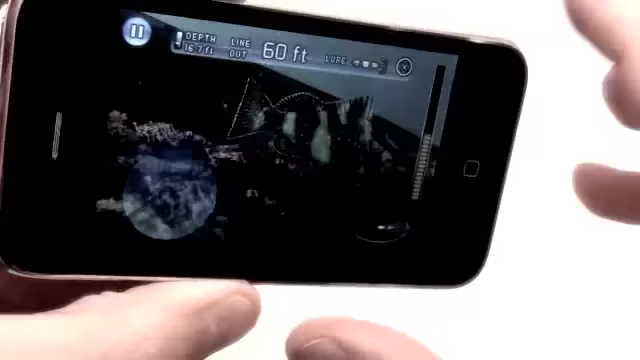 DEPTH
16.7 ft
LINE
OUT
60 ft
LURE